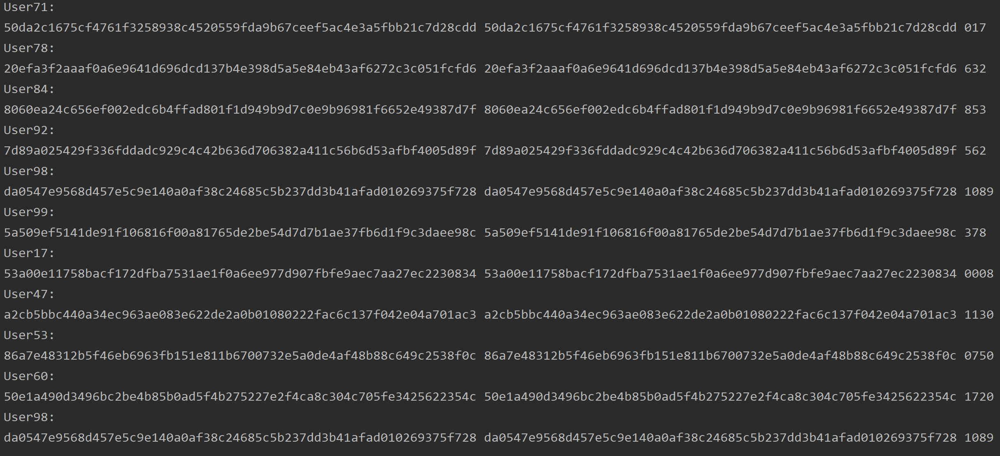 User71:
50da2c1675cf4761f3258938c4520559fda9b67ceef5ac4e3a5fbb21c7d28cdd 50da2c1675cf4761f3258938c4520559fda9b67ceef5ac4e3a5fbb21c7d28cdd 017
User78:
20efa3f2aaaf0a6e9641d696dcd137b4e398d5a5e84eb43af6272c3c051fcfd6 20efa3f2aaaf0a6e9641d696dcd137b4e398d5a5e84eb43af6272c3c051fcfd6 632
User84:
8060ea24c656ef002edc6b4ffad801f1d949b9d7c0e9b96981f6652e49387d7f 8060ea24c656ef002edc6b4ffad801f1d949b9d7c0e9b96981f6652e49387d7f 853
User92:
7d89a025429f336fddadc929c4c42b636d706382a411c56b6d53afbf4005d89f 7d89a025429f336fddadc929c4c42b636d706382a411c56b6d53afbf4005d89f 562
User98:
da0547e9568d457e5c9e140a0af38c24685c5b237dd3b41afad010269375f728 da0547e9568d457e5c9e140a0af38c24685c5b237dd3b41afad010269375f728 1089
User99:
5a509ef5141de91f106816f00a81765de2be54d7d7b1ae37fb6d1f9c3daee98c 5a509ef5141de91f106816f00a81765de2be54d7d7b1ae37fb6d1f9c3daee98c 378
User17:
53a00e11758bacf172dfba7531ae1f0a6ee977d907fbfe9aec7aa27ec2230834 53a00e11758bacf172dfba7531ae1f0a6ee977d907fbfe9aec7aa27ec2230834 0008
User47:
a2cb5bbc440a34ec963ae083e622de2a0b01080222fac6c137f042e04a701ac3 a2cb5bbc440a34ec963ae083e622de2a0b01080222fac6c137f042e04a701ac3 1130
User53:
86a7e48312b5f46eb6963fb151e811b6700732e5a0de4af48b88c649c2538f0c 86a7e48312b5f46eb6963fb151e811b6700732e5a0de4af48b88c649c2538f0c 0750
User60:
50e1a490d3496bc2be4b85b0ad5f4b275227e2f4ca8c304c705fe3425622354c 50e1a490d3496bc2be4b85b0ad5f4b275227e2f4ca8c304c705fe3425622354c 1720
User98:
da0547e9568d457e5c9e140a0af38c24685c5b237dd3b41afad010269375f728 da0547e9568d457e5c9e140a0af38c24685c5b237dd3b41afad010269375f728 1089